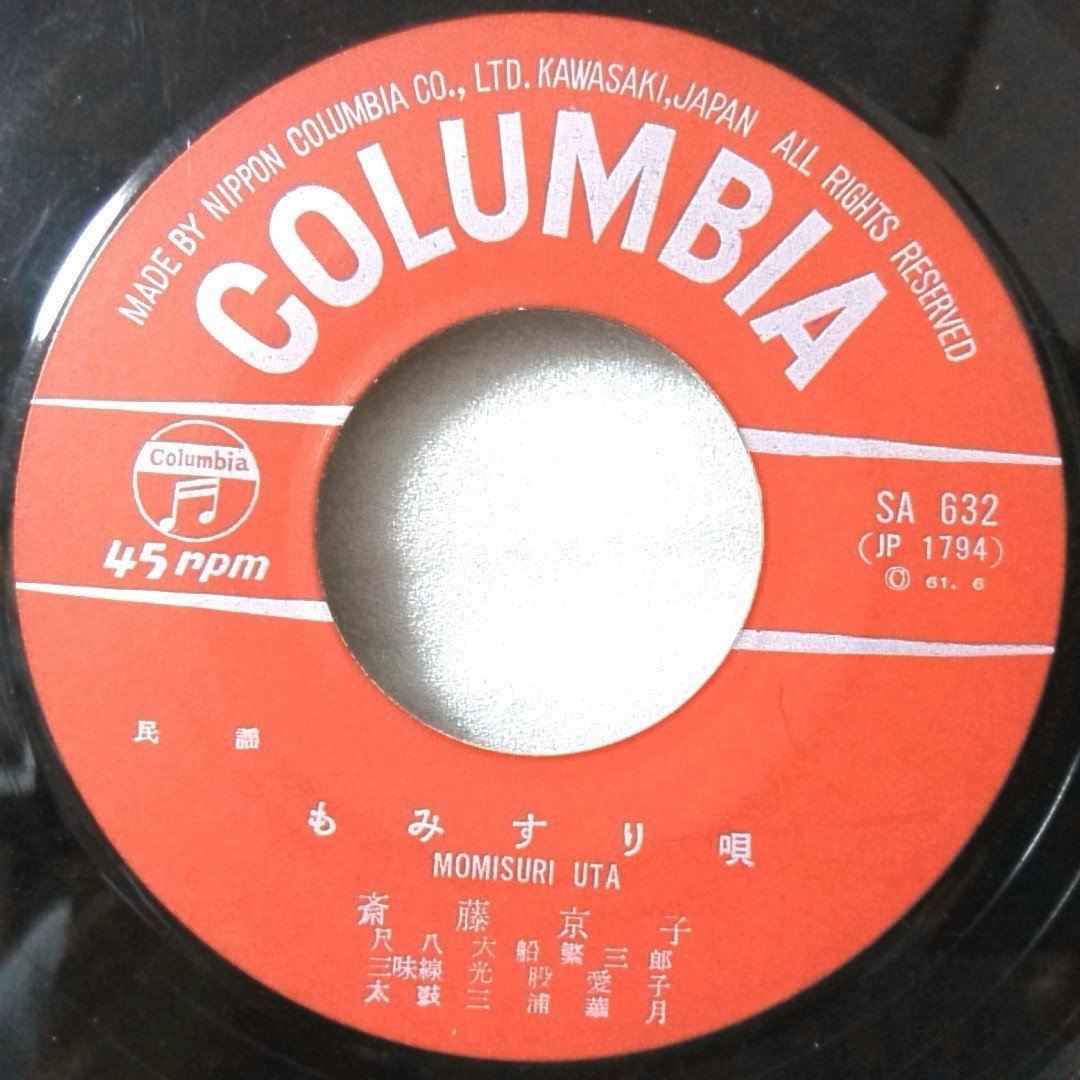 MADE BY NIPPON COLUMBIA CO., LTD. KAWASAKI, JAPAN ALL RIGHTS RESERVED
COLUMBIA
Columbia
45 rpm
SA 632
(JP 1794)
Ⓒ 61. 6
民謡
もみすり唄
MOMISURI UTA
斎藤京子
尺八 大船繁三郎
三味線 光股愛子
太鼓 三浦華月